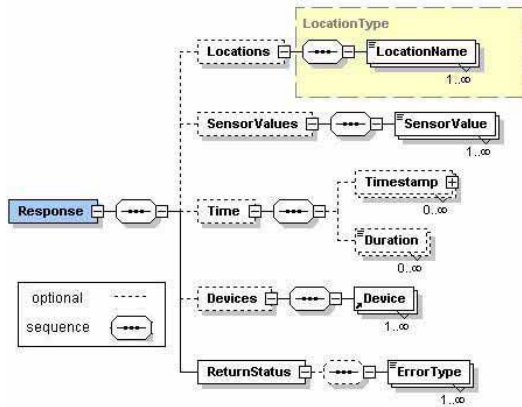 LocationType
Locations
LocationName
1..∞
SensorValues
SensorValue
1..∞
Response
Time
Timestamp
0..∞
Duration
0..∞
optional
sequence
Devices
Device
1..∞
ReturnStatus
ErrorType
1..∞